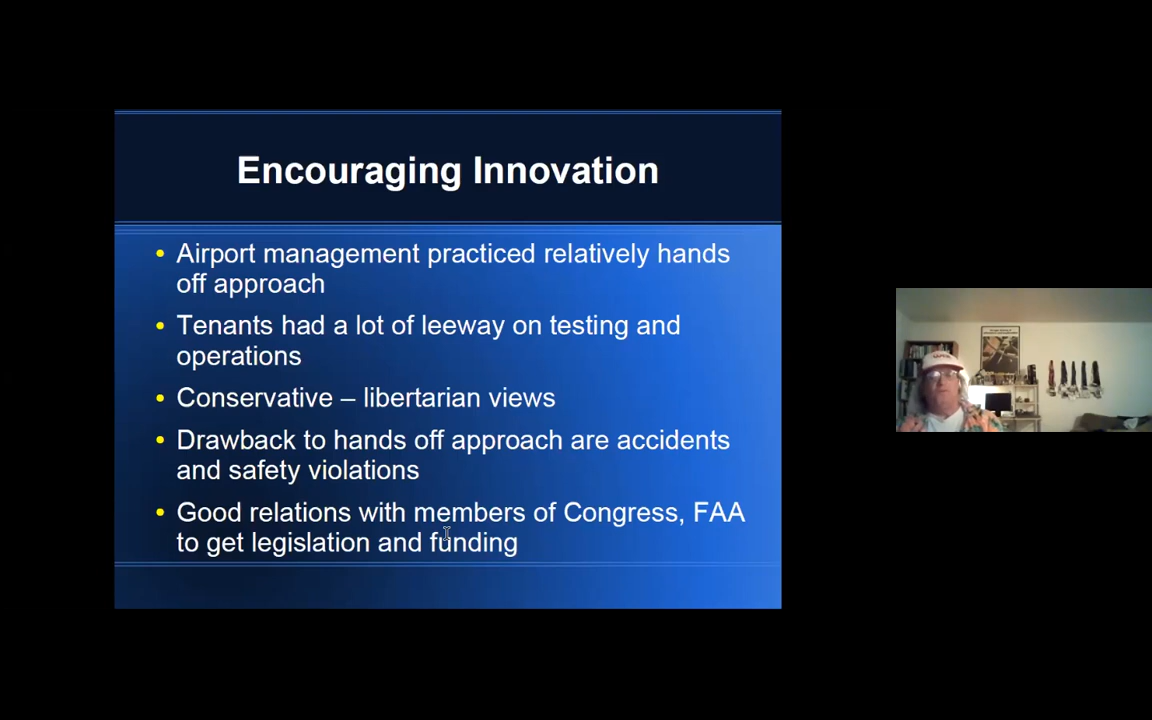 Encouraging Innovation
Airport management practiced relatively hands
off approach
Tenants had a lot of leeway on testing and
operations
Conservative – libertarian views
Drawback to hands off approach are accidents
and safety violations
Good relations with members of Congress, FAA
to get legislation and funding